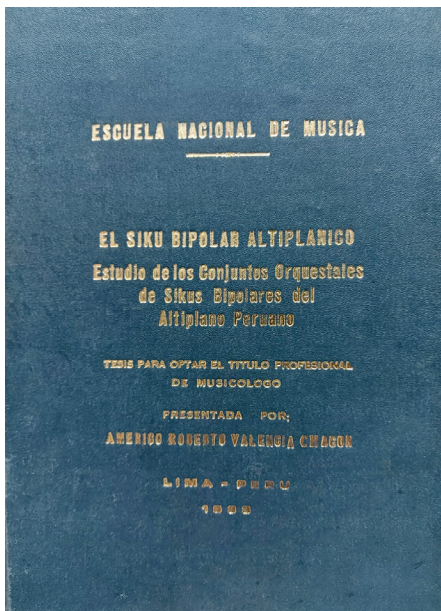 ESCUELA NACIONAL DE MUSICA
EL SIKU BIPOLAR ALTIPLANICO
Estudio de los Conjuntos Orquestales
de Sikus Bipolares del
Altiplano Peruano
TESIS PARA OPTAR EL TITULO PROFESIONAL
DE MUSICOLOGO
PRESENTADA POR;
AMERICO ROBERTO VALENCIA CHACON
LIMA - PERU